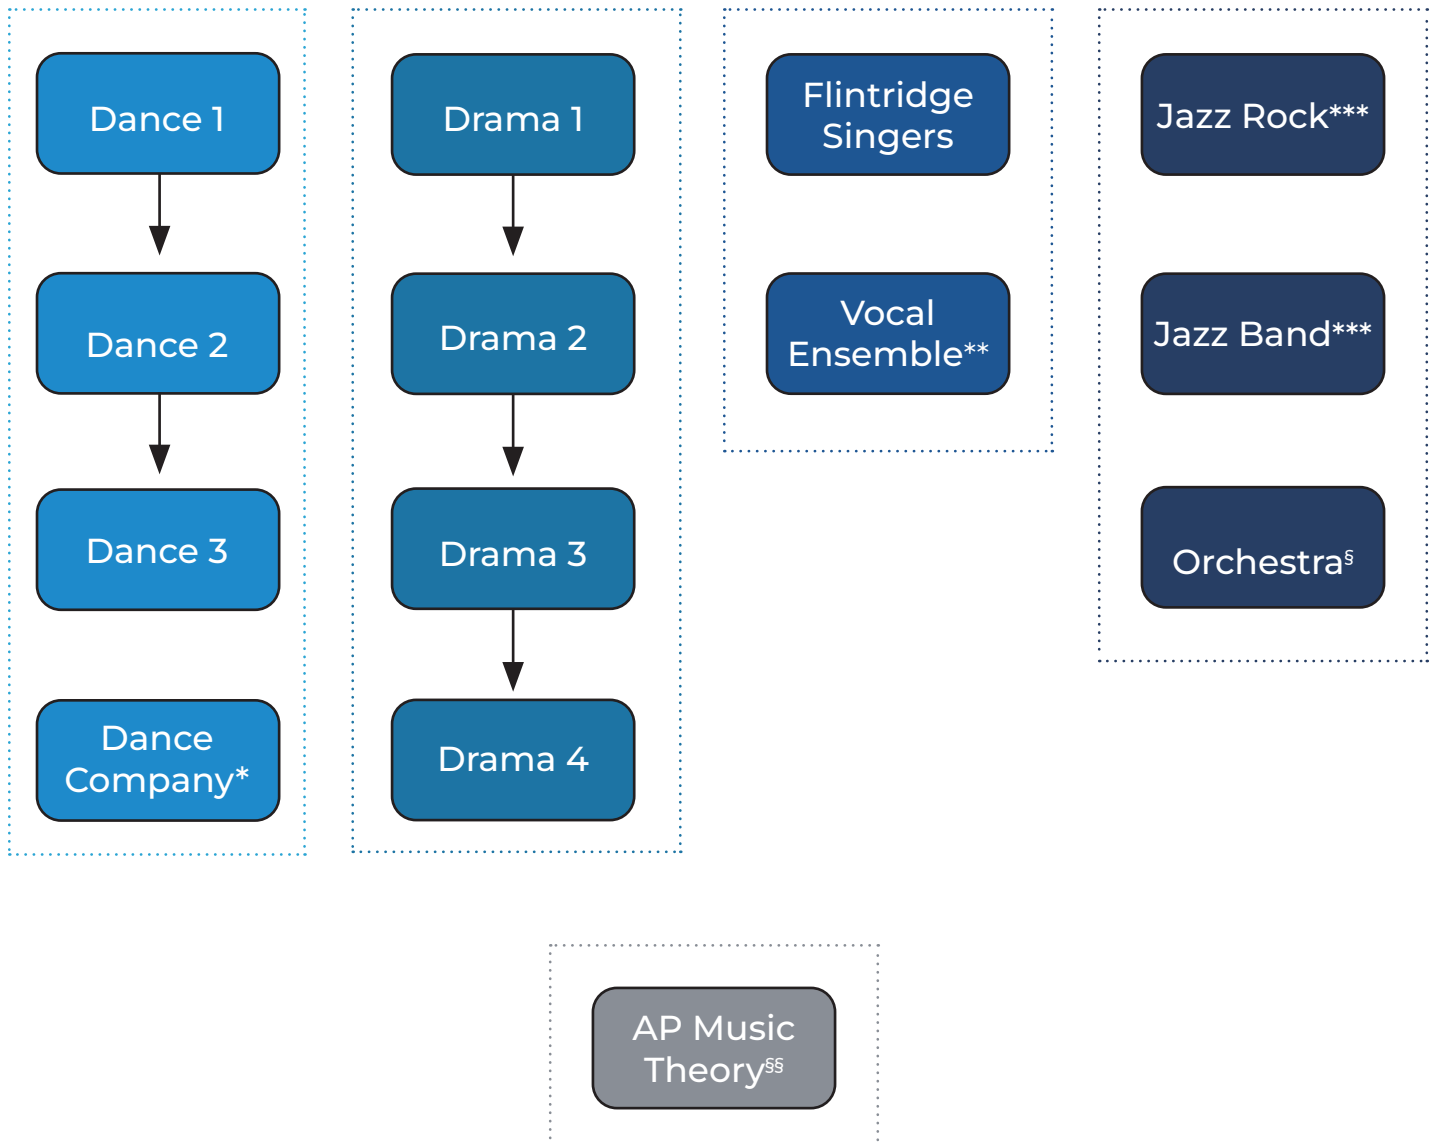 Dance 1
Dance 2
Dance 3
Dance
Company*
Drama 1
Drama 2
Drama 3
Drama 4
Flintridge
Singers
Vocal
Ensemble**
Jazz Rock***
Jazz Band***
Orchestra§
AP Music
Theory§§